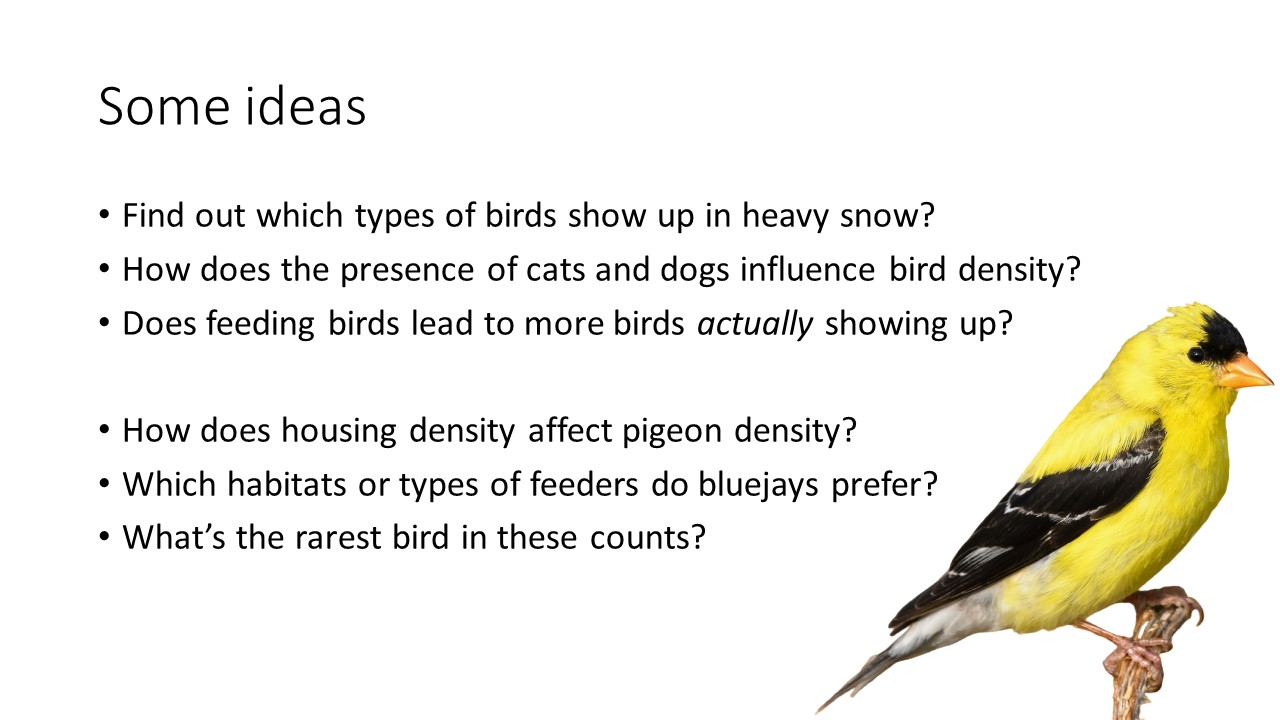 Some ideas
• Find out which types of birds show up in heavy snow?
• How does the presence of cats and dogs influence bird density?
• Does feeding birds lead to more birds actually showing up?
• How does housing density affect pigeon density?
• Which habitats or types of feeders do bluejays prefer?
• What’s the rarest bird in these counts?